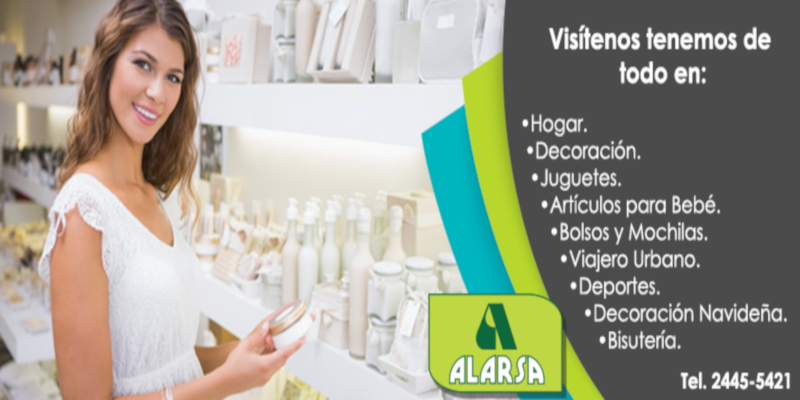 Visítenos tenemos de
todo en:
•Hogar.
•Decoración.
•Juguetes.
•Artículos para Bebé.
•Bolsos y Mochilas.
•Viajero Urbano.
•Deportes.
•Decoración Navideña.
•Bisutería.
ALARSA
Tel. 2445-5421